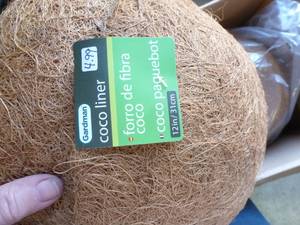 4.99
Gardman
coco liner
forro de fibra
coco
coco paquebot
12in/31cm